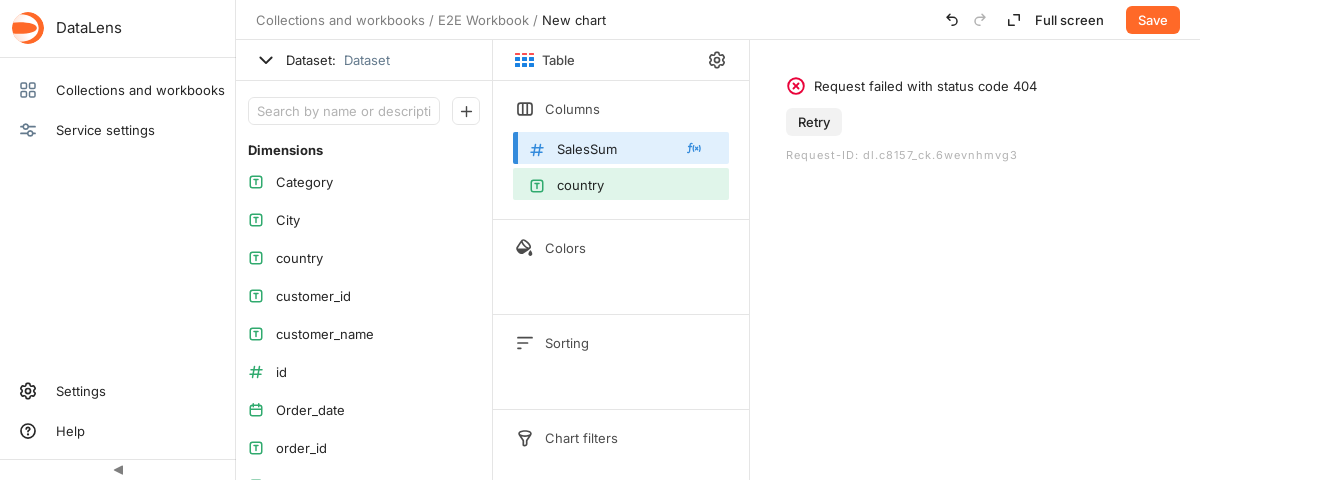 DataLens
Collections and workbooks
Service settings
Settings
Help
Collections and workbooks / E2E Workbook / New chart
Full screen
Save
Dataset: Dataset
Search by name or descripti
Dimensions
Category
City
country
customer_id
customer_name
id
Order_date
order_id
Table
Columns
SalesSum
country
Colors
Sorting
Chart filters
Request failed with status code 404
Retry
Request-ID: dl.c8157_ck.6wevnhmvg3